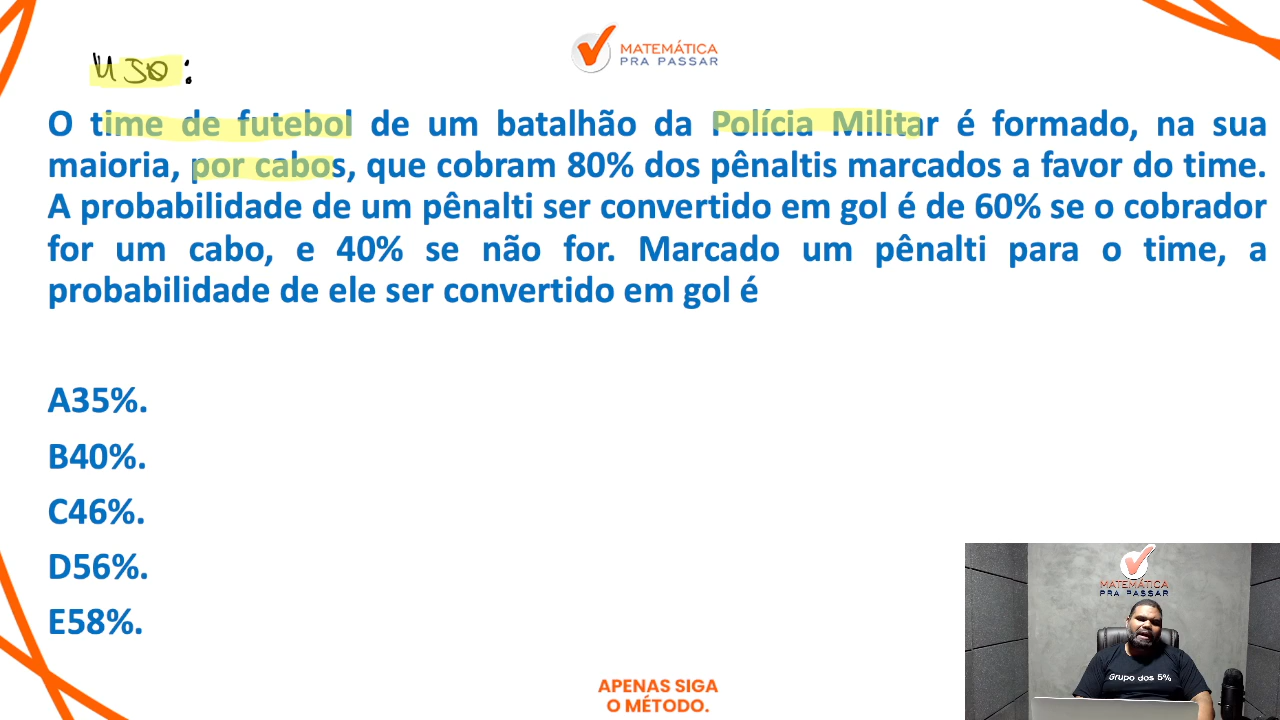 USO:
MATEMÁTICA
PRA PASSAR
O time de futebol de um batalhão da Polícia Militar é formado, na sua
maioria, por cabos, que cobram 80% dos pênaltis marcados a favor do time.
A probabilidade de um pênalti ser convertido em gol é de 60% se o cobrador
for um cabo, e 40% se não for. Marcado um pênalti para o time, a
probabilidade de ele ser convertido em gol é
A35%.
B40%.
C46%.
D56%.
E58%.
MATEMÁTICA
PRA PASSAR
Grupo dos 5%
APENAS SIGA
O MÉTODO.